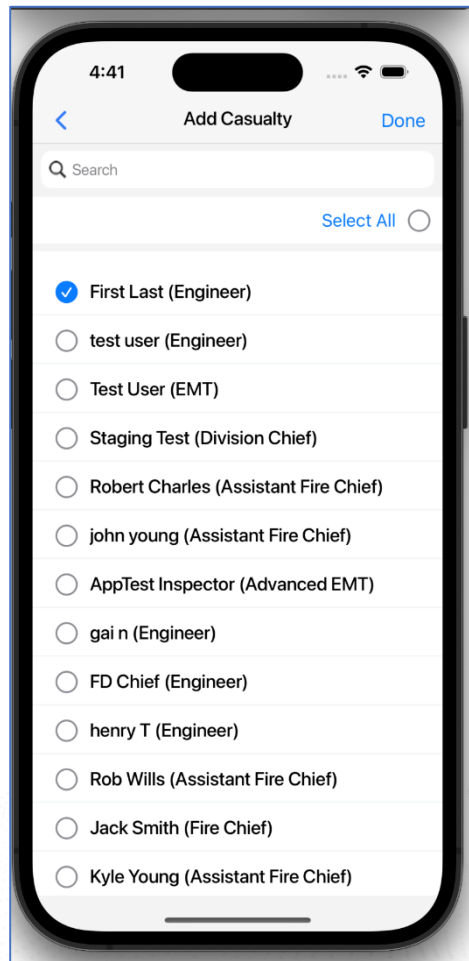 4:41
Add Casualty
Done
Search
Select All
First Last (Engineer)
test user (Engineer)
Test User (EMT)
Staging Test (Division Chief)
Robert Charles (Assistant Fire Chief)
john young (Assistant Fire Chief)
AppTest Inspector (Advanced EMT)
gai n (Engineer)
FD Chief (Engineer)
henry T (Engineer)
Rob Wills (Assistant Fire Chief)
Jack Smith (Fire Chief)
Kyle Young (Assistant Fire Chief)